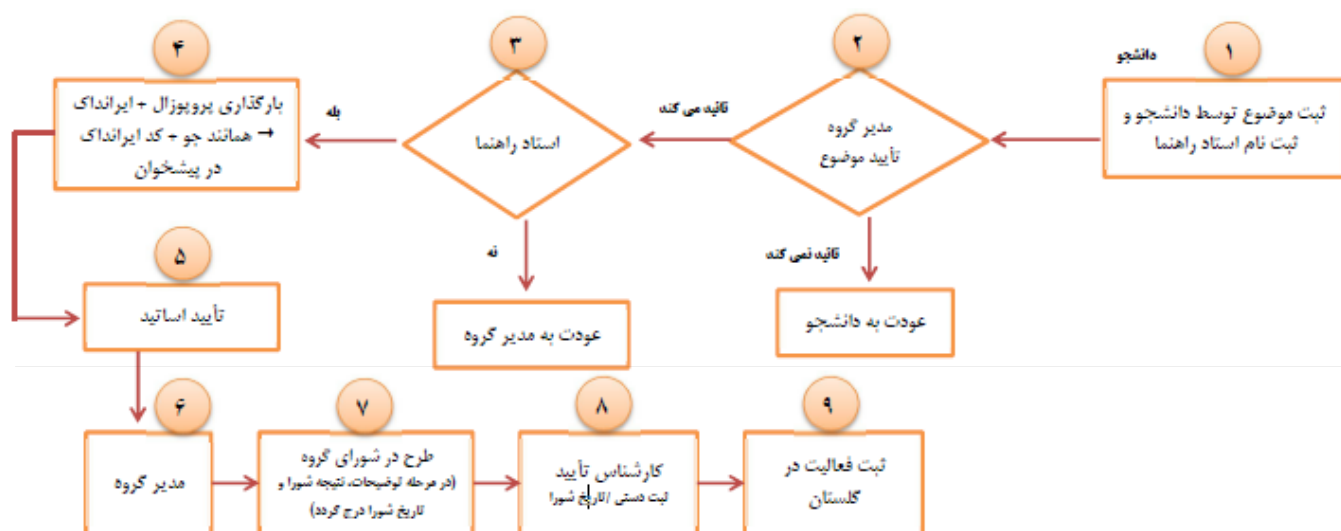 ۱
دانشجو
ثبت موضوع توسط دانشجو و
ثبت نام استاد راهنما
۲
مدیر گروه
تأیید موضوع
تائید می کند
تائید نمی کند
عودت به دانشجو
۳
استاد راهنما
بله
نه
عودت به مدیر گروه
۴
بارگذاری پروپوزال + ایرانداک
→ همانند جو + کد ایرانداک
در پیشخوان
۵
تأیید اساتید
۶
مدیر گروه
۷
طرح در شورای گروه
(در مرحله توضیحات، نتیجه شورا و
تاریخ شورا درج گردد)
۸
کارشناس تأیید
ثبت دستی /تاریخ شورا
۹
ثبت فعالیت در
گلستان